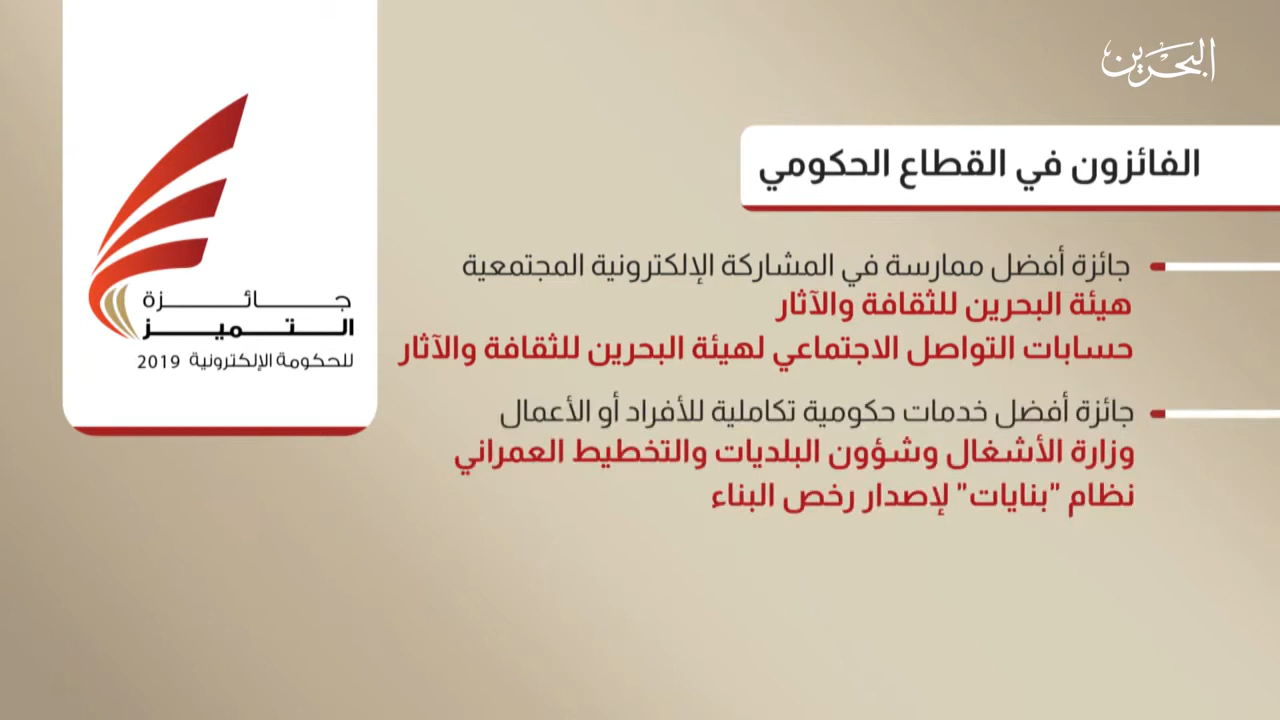 البحرين
الفائزون في القطاع الحكومي
جائزة أفضل ممارسة في المشاركة الإلكترونية المجتمعية
هيئة البحرين للثقافة والآثار
حسابات التواصل الاجتماعي لهيئة البحرين للثقافة والآثار
جائزة أفضل خدمات حكومية تكاملية للأفراد أو الأعمال
وزارة الأشغال وشؤون البلديات والتخطيط العمراني
نظام "بنايات" لإصدار رخص البناء
جائزة
التميز
للحكومة الإلكترونية 2019